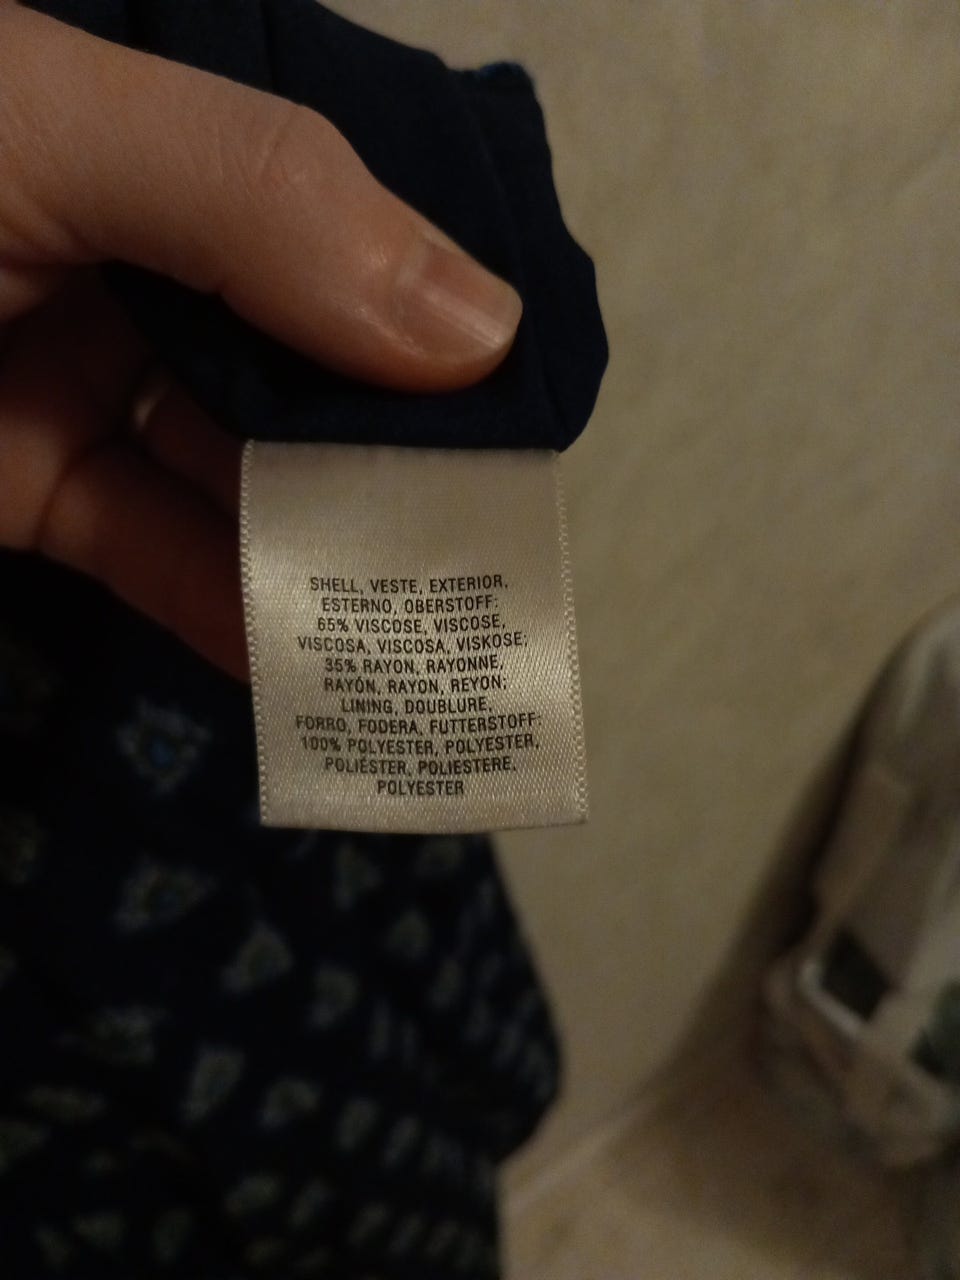 SHELL, VESTE, EXTERIOR,
ESTERNO, OBERSTOFF:
65% VISCOSE, VISCOSE,
VISCOSA, VISCOSA, VISKOSE;
35% RAYON, RAYONNE,
RAYÓN, RAYON, REYON;
LINING, DOUBLURE,
FORRO, FODERA, FUTTERSTOFF:
100% POLYESTER, POLYESTER,
POLIÉSTER, POLIESTERE,
POLYESTER